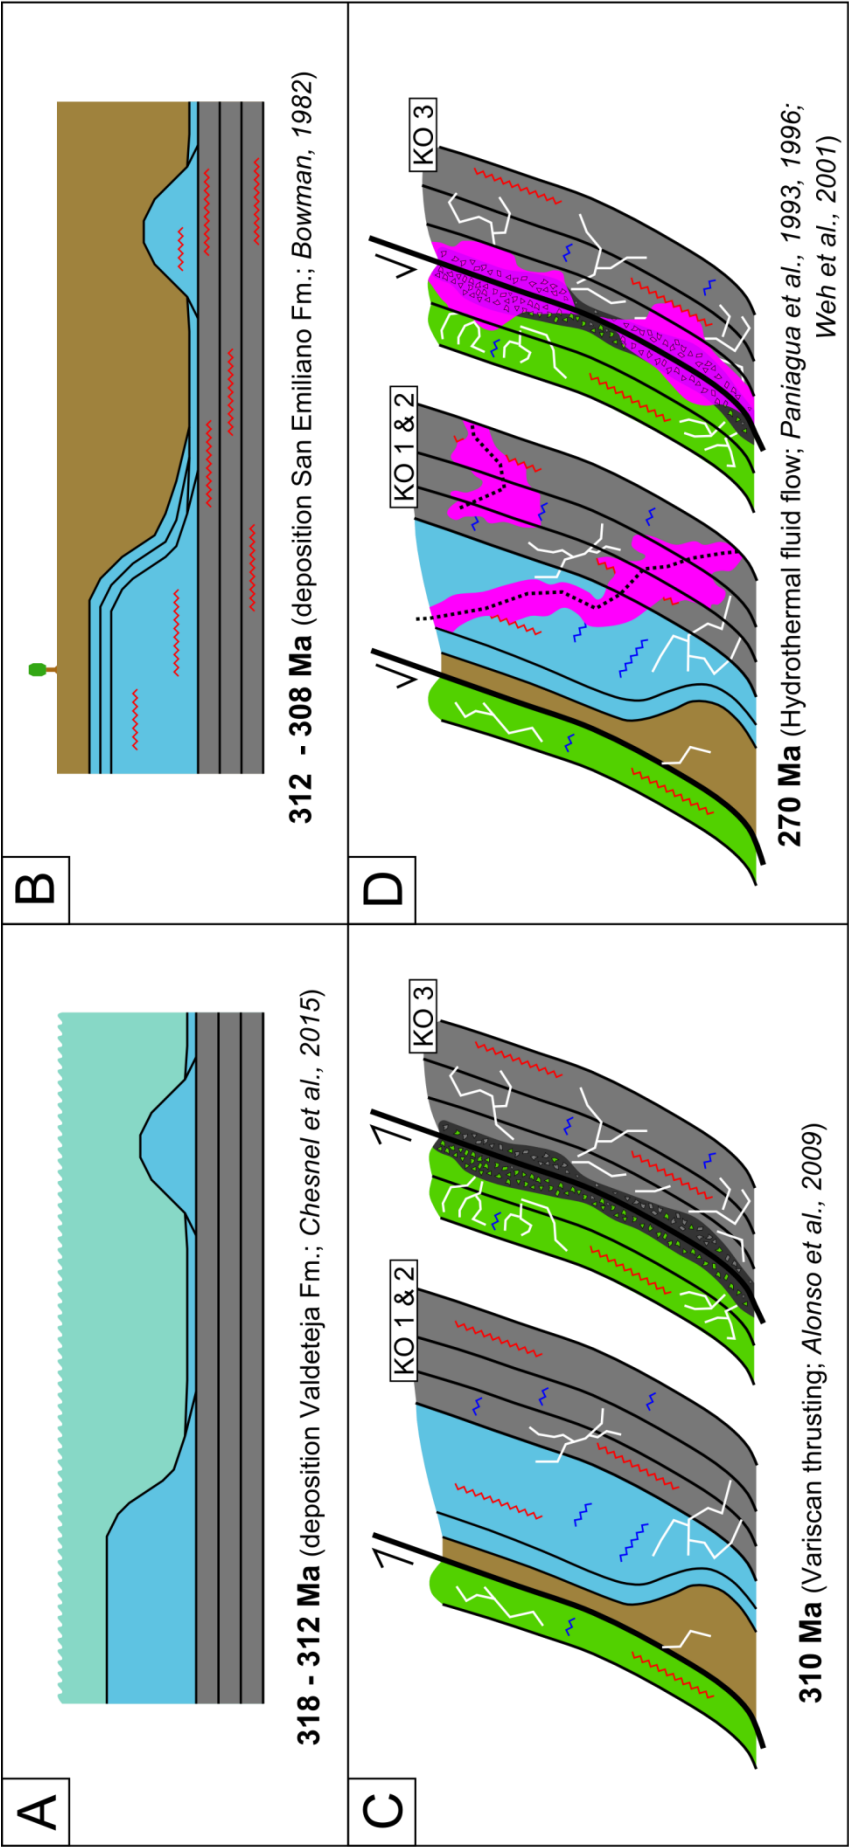 A
318 - 312 Ma (deposition Valdeteja Fm.; Chesnel et al., 2015)
B
312 - 308 Ma (deposition San Emiliano Fm.; Bowman, 1982)
C
KO 1 & 2
KO 3
310 Ma (Variscan thrusting; Alonso et al., 2009)
D
KO 1 & 2
KO 3
270 Ma (Hydrothermal fluid flow; Paniagua et al., 1993, 1996;
Weh et al., 2001)